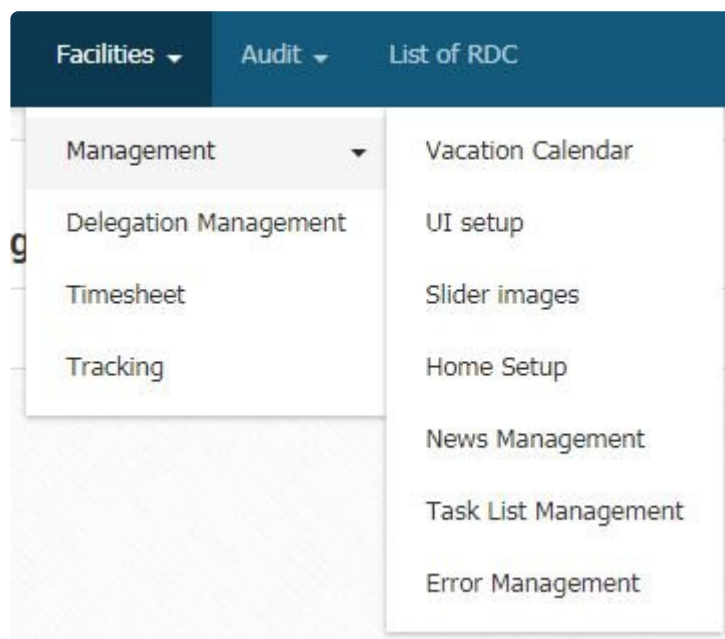 Facilities
Audit
List of RDC
Management
Delegation Management
Timesheet
Tracking
Vacation Calendar
UI setup
Slider images
Home Setup
News Management
Task List Management
Error Management
g